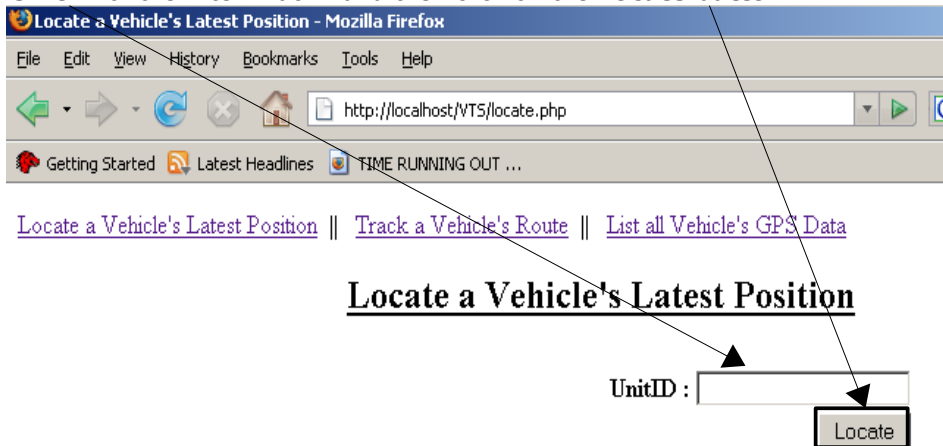 Locate a Vehicle's Latest Position - Mozilla Firefox
File Edit View History Bookmarks Tools Help
http://localhost/VTS/locate.php
Getting Started Latest Headlines TIME RUNNING OUT ...
Locate a Vehicle's Latest Position || Track a Vehicle's Route || List all Vehicle's GPS Data
Locate a Vehicle's Latest Position
UnitID :
Locate